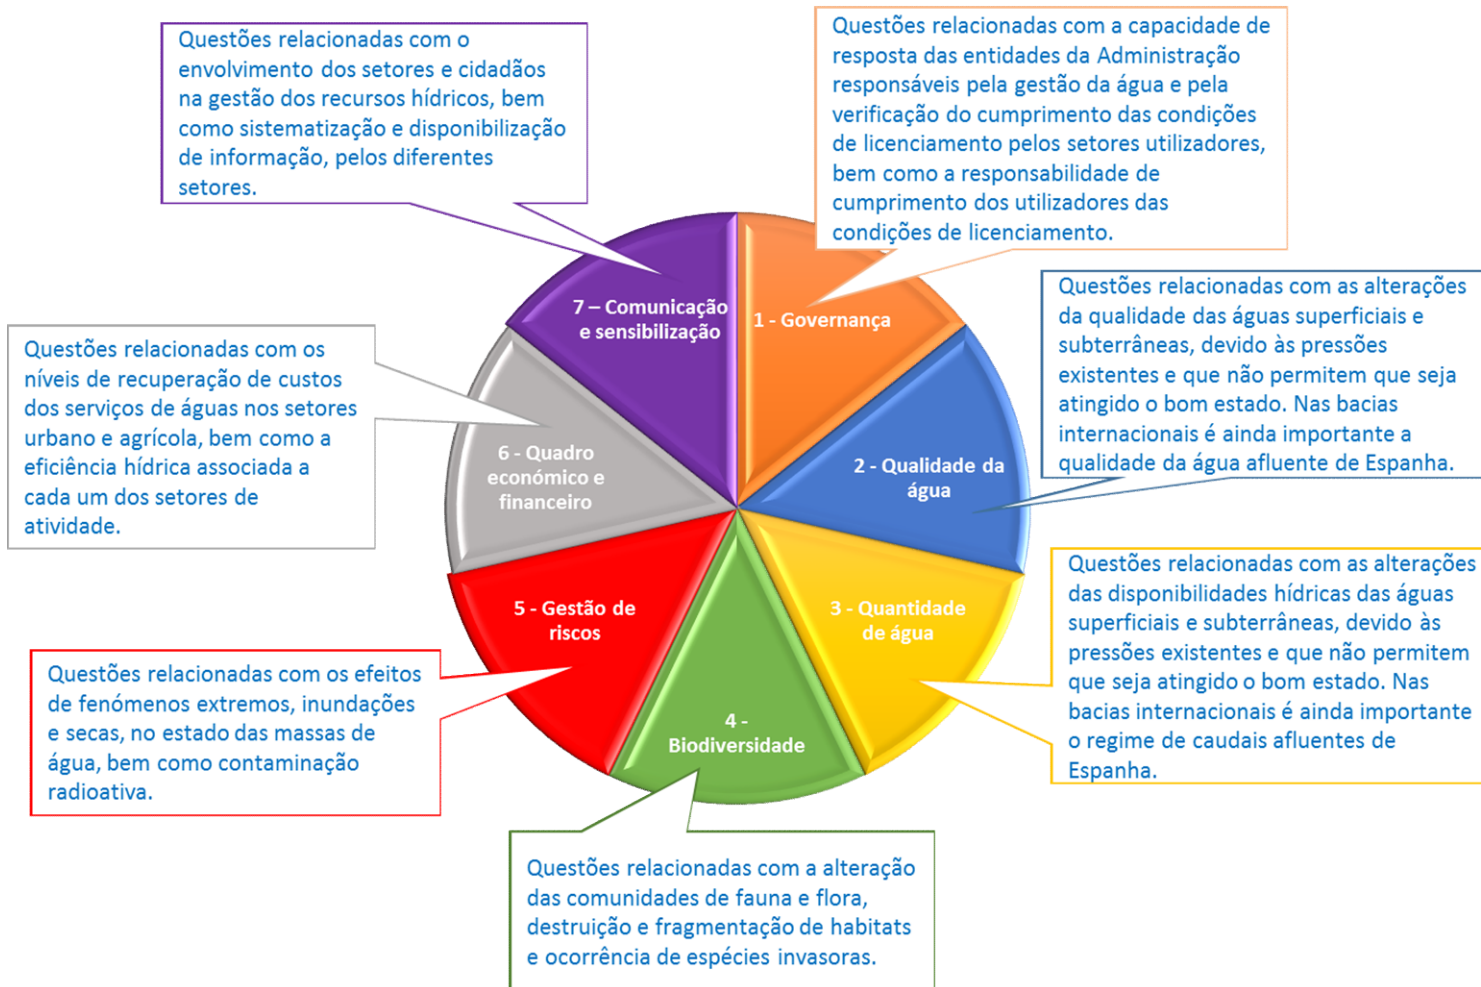 Questões relacionadas com o
envolvimento dos setores e cidadãos
na gestão dos recursos hídricos, bem
como sistematização e disponibilização
de informação, pelos diferentes
setores.
Questões relacionadas com a capacidade de
resposta das entidades da Administração
responsáveis pela gestão da água e pela
verificação do cumprimento das condições
de licenciamento pelos setores utilizadores,
bem como a responsabilidade de
cumprimento dos utilizadores das
condições de licenciamento.
7 – Comunicação
e sensibilização
1 - Governança
Questões relacionadas com as alterações
da qualidade das águas superficiais e
subterrâneas, devido às pressões
existentes e que não permitem que seja
atingido o bom estado. Nas bacias
internacionais é ainda importante a
qualidade da água afluente de Espanha.
Questões relacionadas com os
níveis de recuperação de custos
dos serviços de águas nos setores
urbano e agrícola, bem como a
eficiência hídrica associada a
cada um dos setores de
atividade.
6 - Quadro
económico e
financeiro
2 - Qualidade da
água
5 - Gestão de
riscos
3 - Quantidade
de água
Questões relacionadas com as alterações
das disponibilidades hídricas das águas
superficiais e subterrâneas, devido às
pressões existentes e que não permitem
que seja atingido o bom estado. Nas
bacias internacionais é ainda importante
o regime de caudais afluentes de
Espanha.
Questões relacionadas com os efeitos
de fenómenos extremos, inundações
e secas, no estado das massas de
água, bem como contaminação
radioativa.
4 -
Biodiversidade
Questões relacionadas com a alteração
das comunidades de fauna e flora,
destruição e fragmentação de habitats
e ocorrência de espécies invasoras.